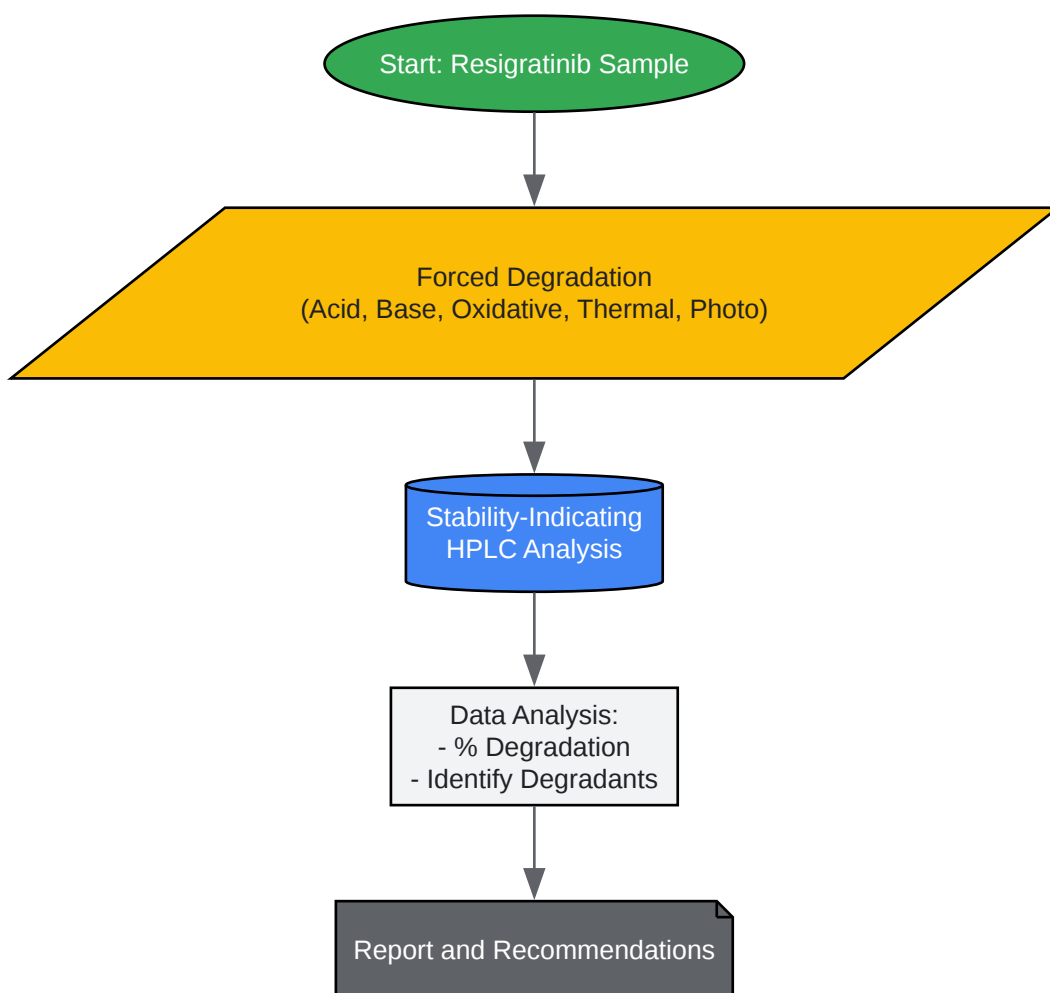 Start: Resigratinib Sample
Forced Degradation
(Acid, Base, Oxidative, Thermal, Photo)
Stability-Indicating
HPLC Analysis
Data Analysis:
- % Degradation
- Identify Degradants
Report and Recommendations